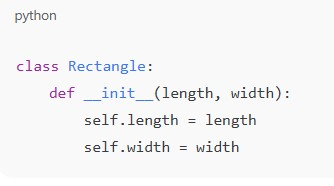 python
class Rectangle:
    def __init__(length, width):
        self.length = length
        self.width = width